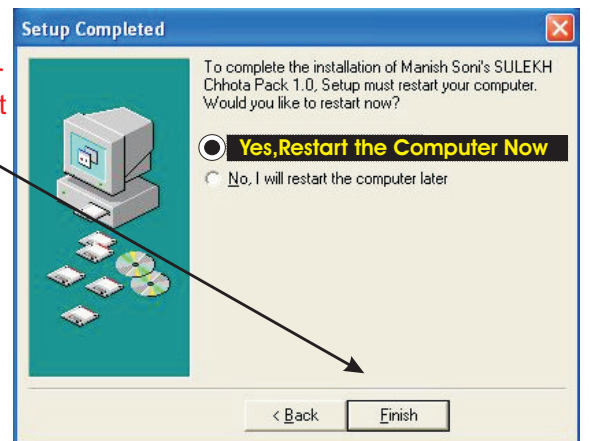 Setup Completed
To complete the installation of Manish Soni's SULEKH
Chhota Pack 1.0, Setup must restart your computer.
Would you like to restart now?
Yes,Restart the Computer Now
No, I will restart the computer later
< Back
Finish